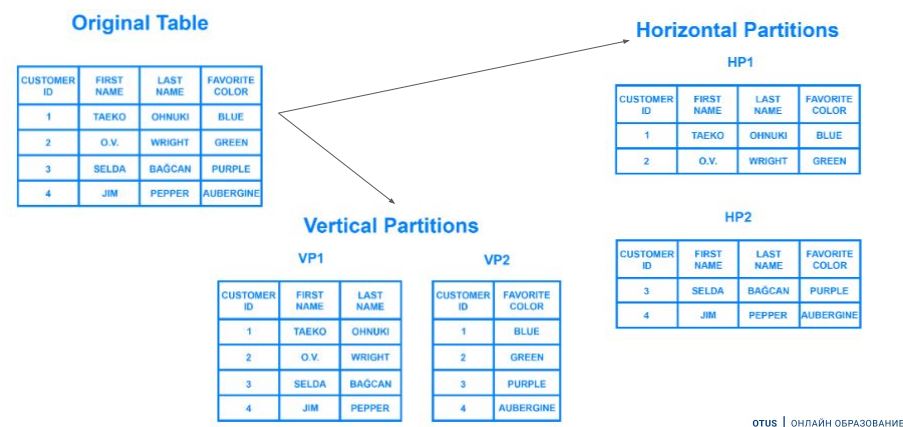 Original Table
CUSTOMER ID FIRST NAME LAST NAME FAVORITE COLOR
1 TAEKO OHNUKI BLUE
2 O.V. WRIGHT GREEN
3 SELDA BAĞCAN PURPLE
4 JIM PEPPER AUBERGINE
Horizontal Partitions
HP1
CUSTOMER ID FIRST NAME LAST NAME FAVORITE COLOR
1 TAEKO OHNUKI BLUE
2 O.V. WRIGHT GREEN
HP2
CUSTOMER ID FIRST NAME LAST NAME FAVORITE COLOR
3 SELDA BAĞCAN PURPLE
4 JIM PEPPER AUBERGINE
Vertical Partitions
VP1
CUSTOMER ID FIRST NAME LAST NAME
1 TAEKO OHNUKI
2 O.V. WRIGHT
3 SELDA BAĞCAN
4 JIM PEPPER
VP2
CUSTOMER ID FAVORITE COLOR
1 BLUE
2 GREEN
3 PURPLE
4 AUBERGINE
OTUS | ОНЛАЙН ОБРАЗОВАНИЕ